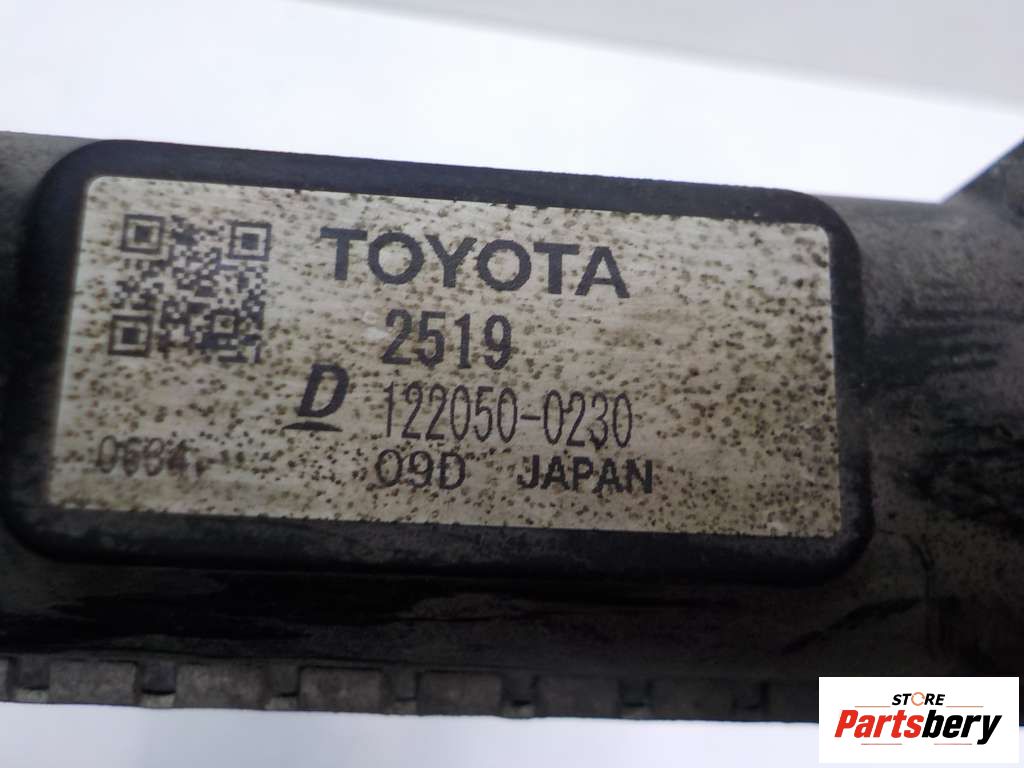 TOYOTA
2519
D 122050-0230
09D JAPAN
STORE
Partsbery